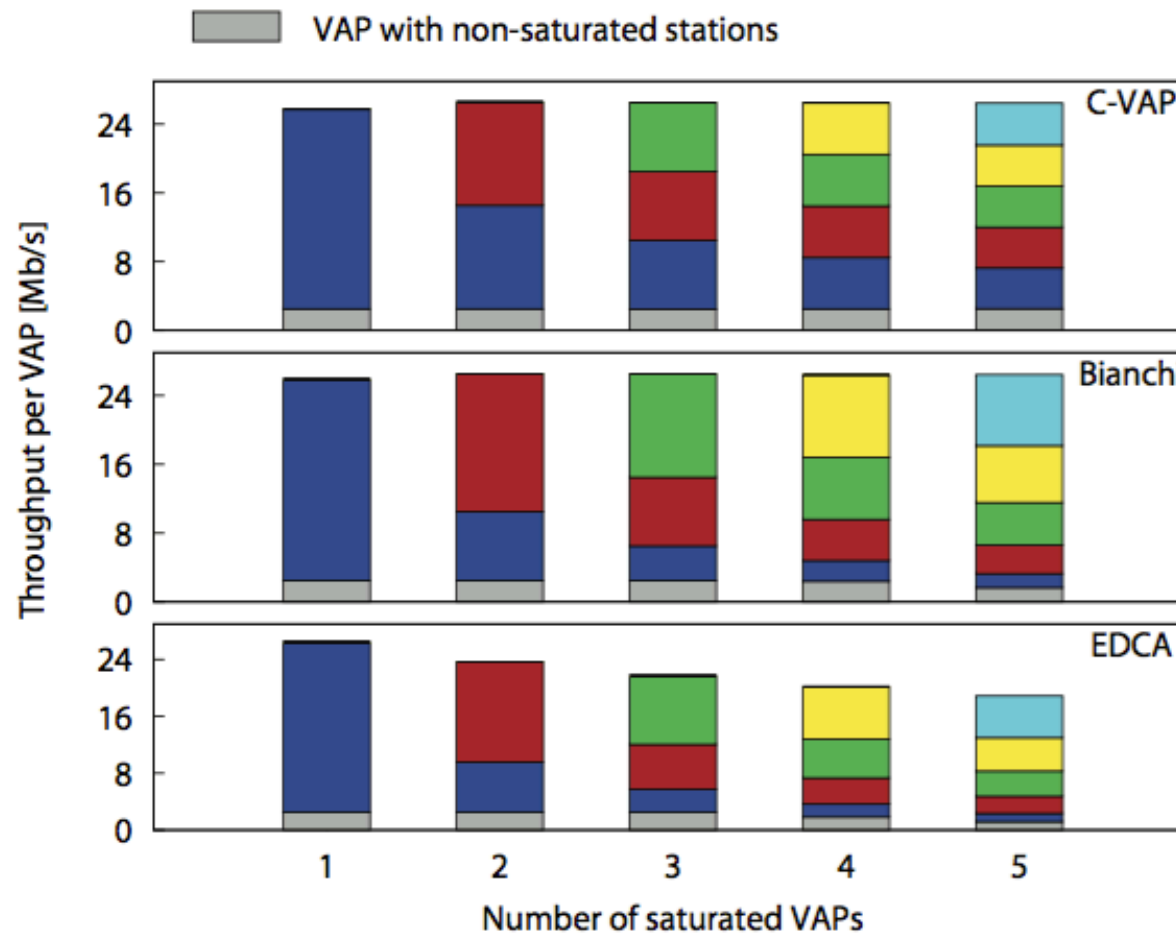 VAP with non-saturated stations
C-VAP
24
16
8
0
Bianch
24
16
8
0
EDCA
24
16
8
0
Throughput per VAP [Mb/s]
1 2 3 4 5
Number of saturated VAPs